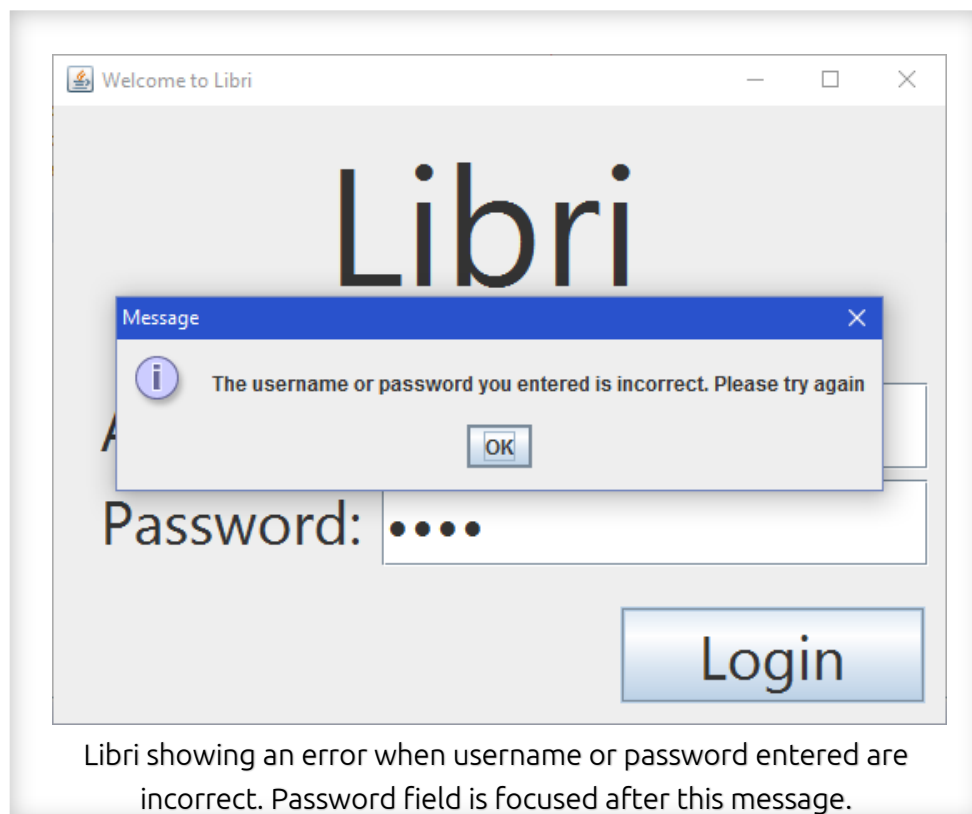 Welcome to Libri
Libri
Message
The username or password you entered is incorrect. Please try again
OK
Password:
Login
Libri showing an error when username or password entered are
incorrect. Password field is focused after this message.